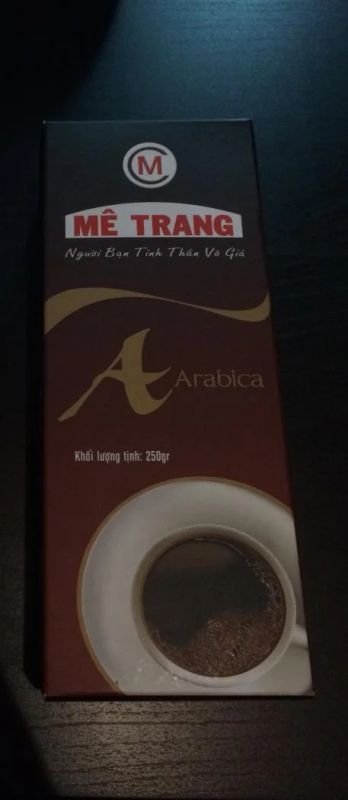 MC
MÊ TRANG
Người Bạn Tinh Thần Vô Giá
A Arabica
Khối lượng tịnh: 250gr